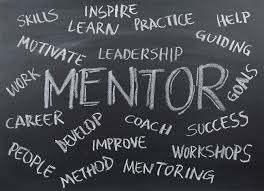 SKILLS
INSPIRE
LEARN
PRACTICE
HELP
MOTIVATE
LEADERSHIP
GUIDING
WORK
MENTOR
GOALS
CAREER
DEVELOP
COACH
SUCCESS
PEOPLE
METHOD
IMPROVE
MENTORING
WORKSHOPS